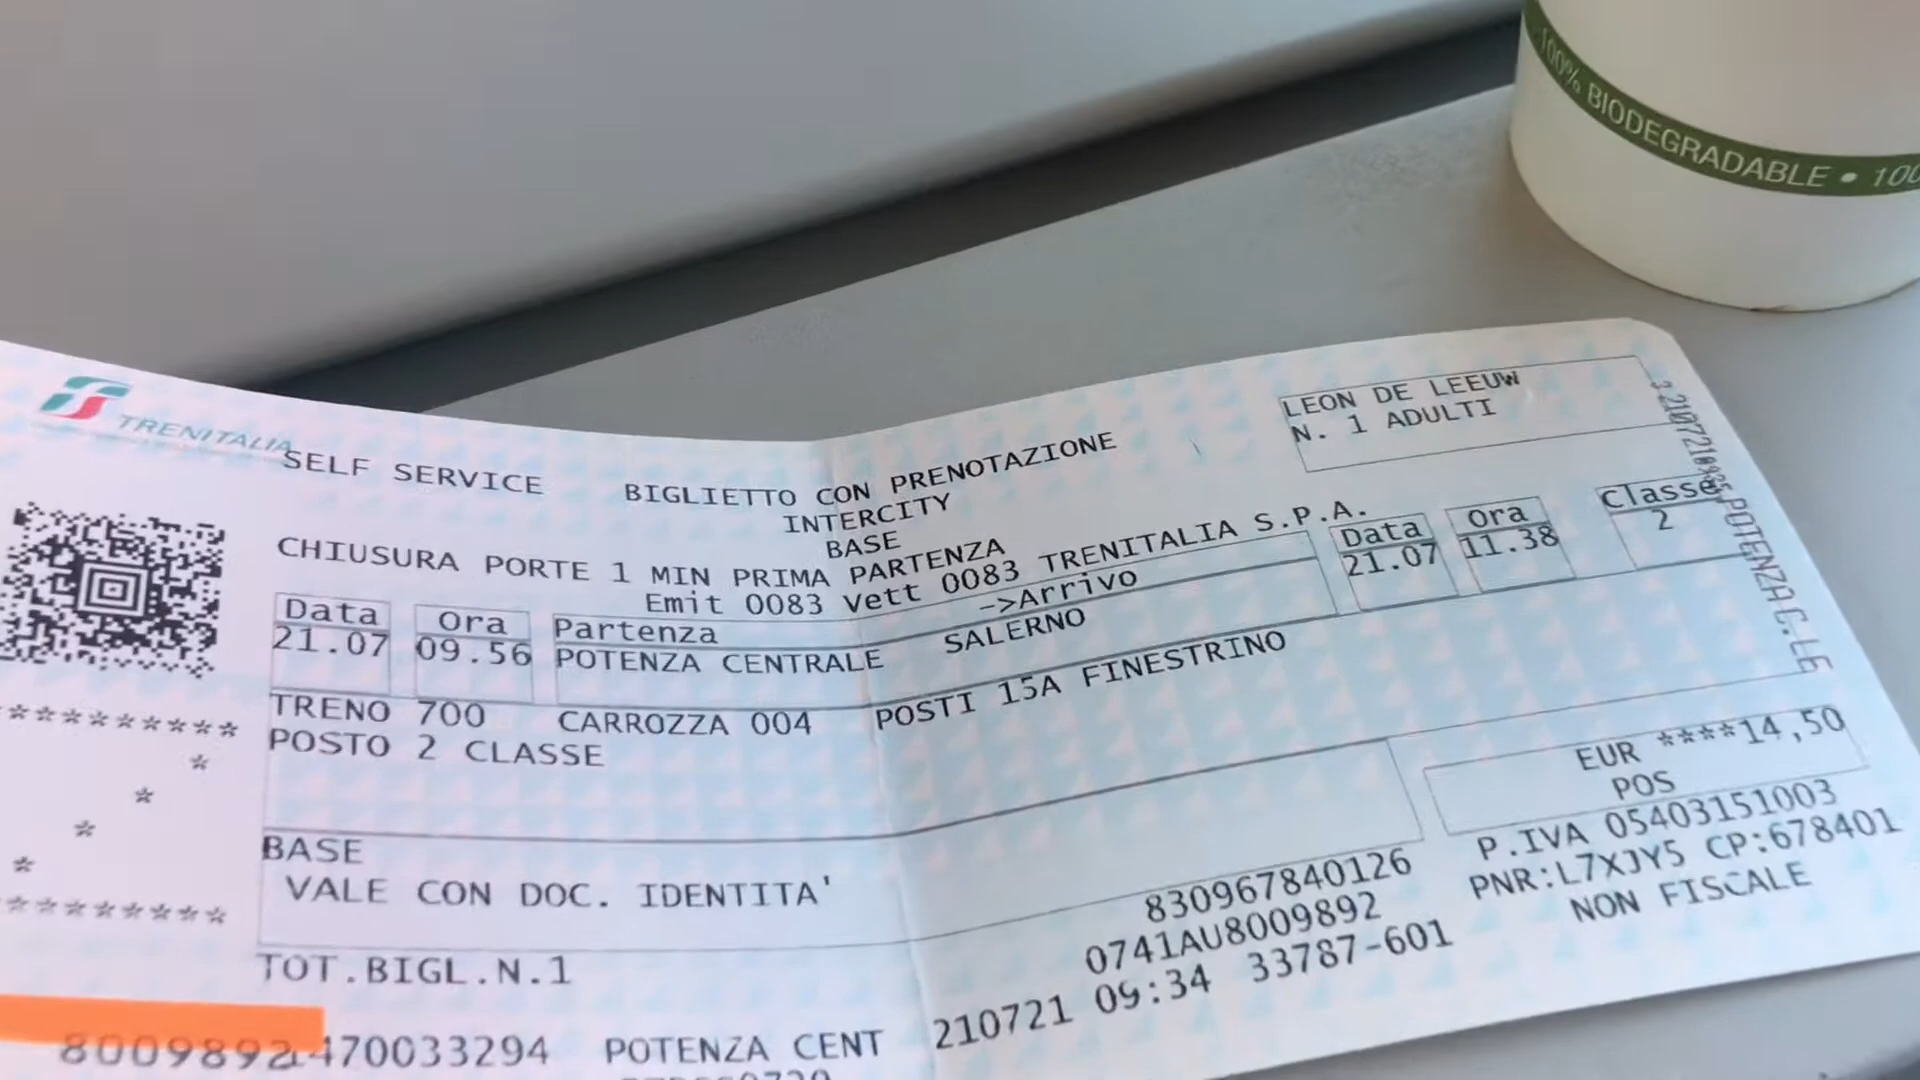 100% BIODEGRADABLE • 100
TRENITALIA
SELF SERVICE BIGLIETTO CON PRENOTAZIONE
INTERCITY
BASE
LEON DE LEEUW
N. 1 ADULTI
CHIUSURA PORTE 1 MIN PRIMA PARTENZA
Emit 0083 Vett 0083 TRENITALIA S.P.A.
Data Ora Partenza ->Arrivo Data Ora Classe
21.07 09.56 POTENZA CENTRALE SALERNO 21.07 11.38 2
TRENO 700 CARROZZA 004 POSTI 15A FINESTRINO
POSTO 2 CLASSE
POTENZA C.LE
EUR ****14,50
POS
BASE
VALE CON DOC. IDENTITA'
P.IVA 05403151003
830967840126 PNR:L7XJY5 CP:678401
0741AU8009892 NON FISCALE
TOT.BIGL.N.1
210721 09:34 33787-601
8009892470033294 POTENZA CENT
*********
*
*
*
*
*********